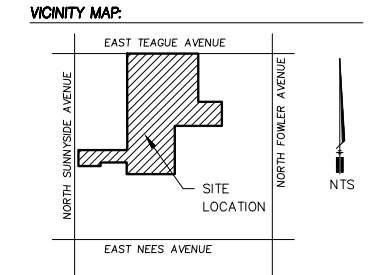 VICINITY MAP:
EAST TEAGUE AVENUE
NORTH SUNNYSIDE AVENUE
NORTH FOWLER AVENUE
SITE
LOCATION
NTS
EAST NEES AVENUE